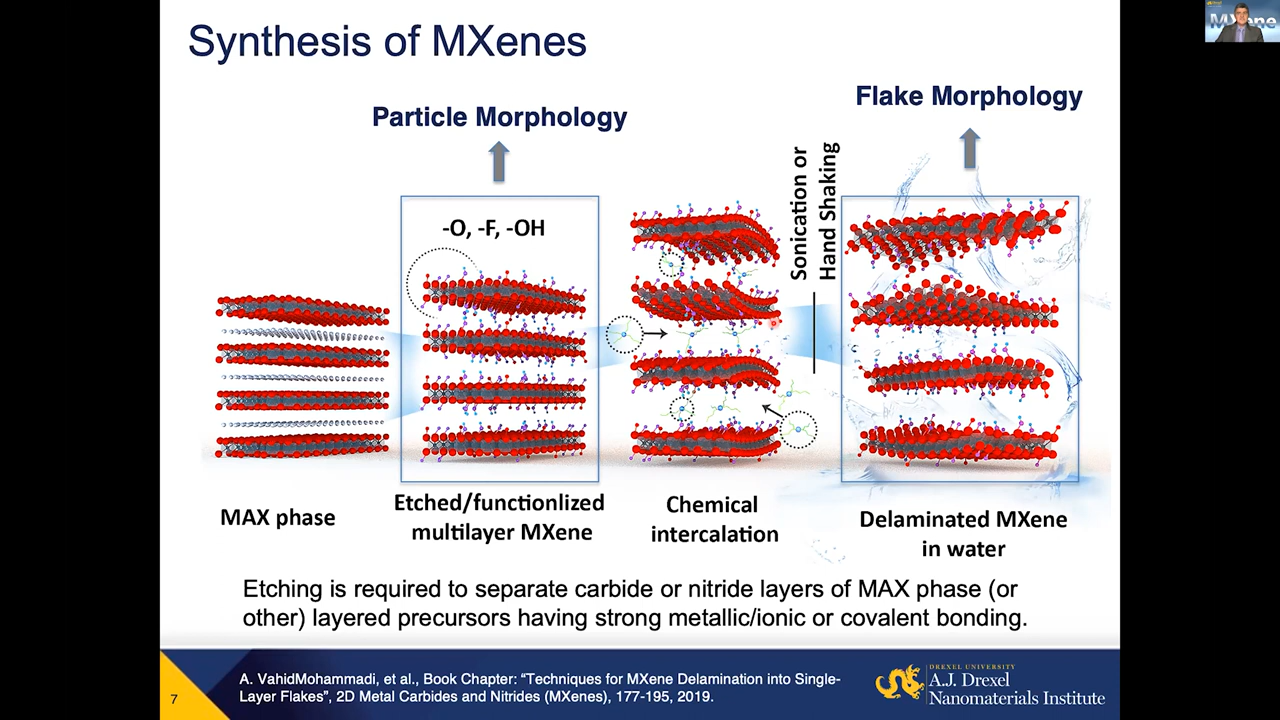 Synthesis of MXenes
MXene
Particle Morphology
Flake Morphology
Sonication or
Hand Shaking
-O, -F, -OH
MAX phase
Etched/functionlized
multilayer MXene
Chemical
intercalation
Delaminated MXene
in water
Etching is required to separate carbide or nitride layers of MAX phase (or
other) layered precursors having strong metallic/ionic or covalent bonding.
7
A. VahidMohammadi, et al., Book Chapter: “Techniques for MXene Delamination into Single-
Layer Flakes”, 2D Metal Carbides and Nitrides (MXenes), 177-195, 2019.
DREXEL UNIVERSITY
A.J. Drexel
Nanomaterials Institute